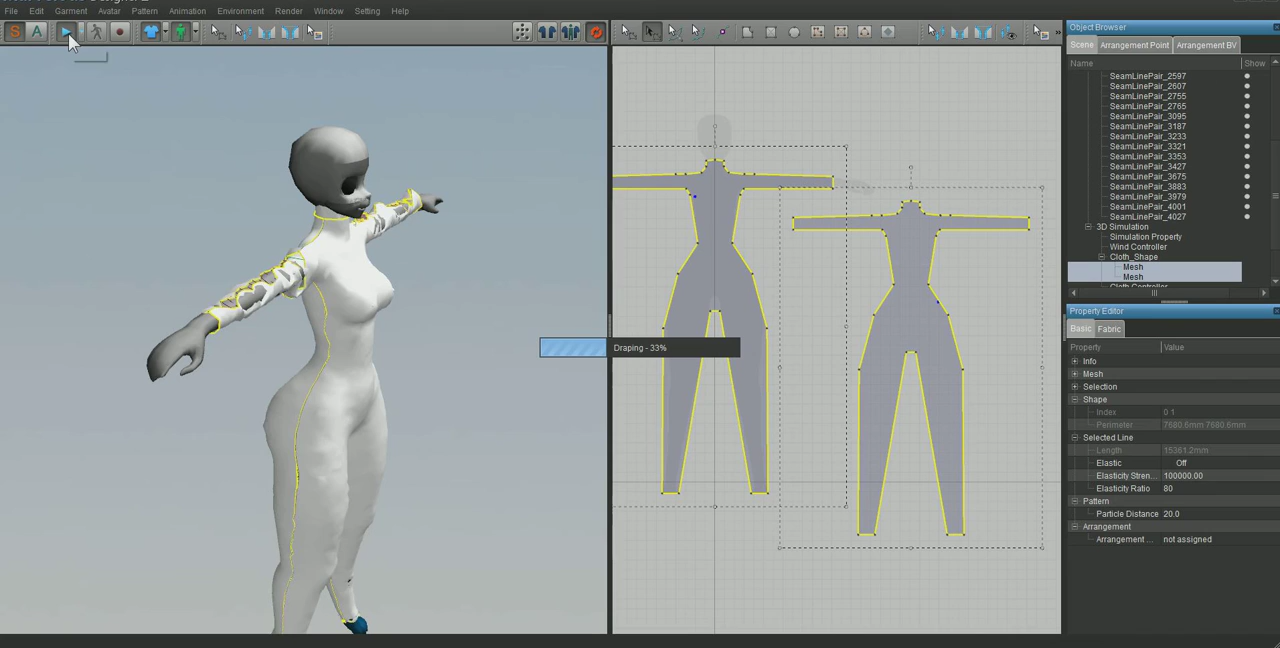 File Edit Garment Avatar Pattern Animation Environment Render Window Setting Help
S A
Object Browser
Scene Arrangement Point Arrangement BV
Name Show
SeamLinePair_2597
SeamLinePair_2607
SeamLinePair_2755
SeamLinePair_2765
SeamLinePair_3095
SeamLinePair_3187
SeamLinePair_3233
SeamLinePair_3321
SeamLinePair_3353
SeamLinePair_3427
SeamLinePair_3675
SeamLinePair_3883
SeamLinePair_3979
SeamLinePair_4001
SeamLinePair_4027
3D Simulation
Simulation Property
Wind Controller
Cloth_Shape
Mesh
Mesh
Cloth Controller
Property Editor
Basic Fabric
Property Value
Info
Mesh
Selection
Shape
Index 0 1
Perimeter 7680.6mm 7680.6mm
Selected Line
Length 15361.2mm
Elastic Off
Elasticity Stren... 100000.00
Elasticity Ratio 80
Pattern
Particle Distance 20.0
Arrangement
Arrangement ... not assigned
Draping - 33%